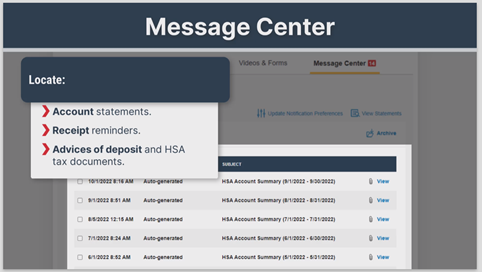 Message Center
Videos & Forms
Message Center 14
Locate:
Update Notification Preferences
View Statements
Account statements.
Receipt reminders.
Advices of deposit and HSA
tax documents.
Archive
SUBJECT
10/1/2022 8:16 AM Auto-generated HSA Account Summary (9/1/2022 - 9/30/2022) View
9/1/2022 8:51 AM Auto-generated HSA Account Summary (8/1/2022 - 8/31/2022) View
8/5/2022 12:15 AM Auto-generated HSA Account Summary (7/1/2022 - 7/31/2022) View
7/1/2022 8:24 AM Auto-generated HSA Account Summary (6/1/2022 - 6/30/2022) View
6/1/2022 8:52 AM Auto-generated HSA Account Summary (5/1/2022 - 5/31/2022) View